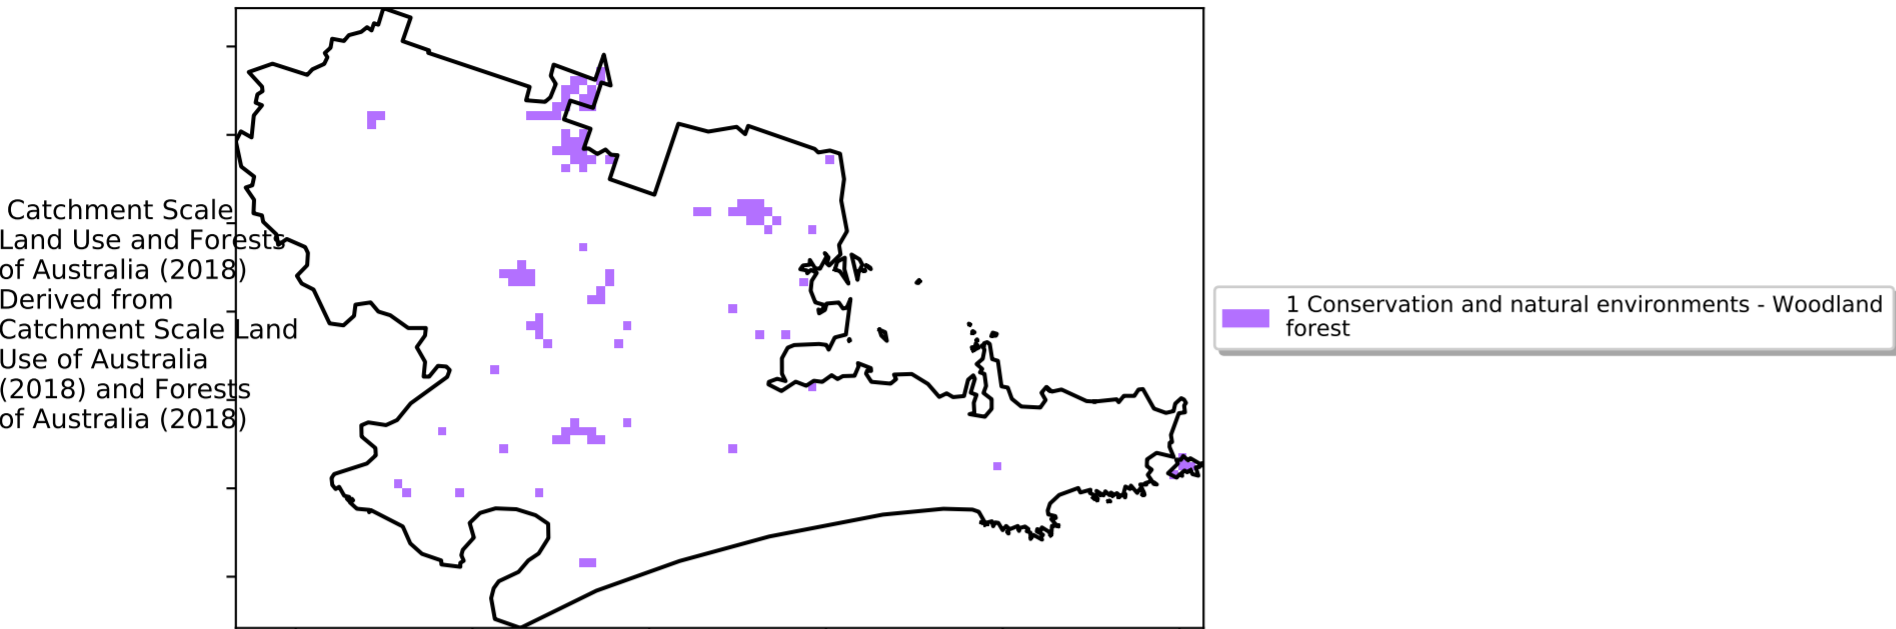 Catchment Scale
Land Use and Forests
of Australia (2018)
Derived from
Catchment Scale Land
Use of Australia
(2018) and Forests
of Australia (2018)
1 Conservation and natural environments - Woodland
forest